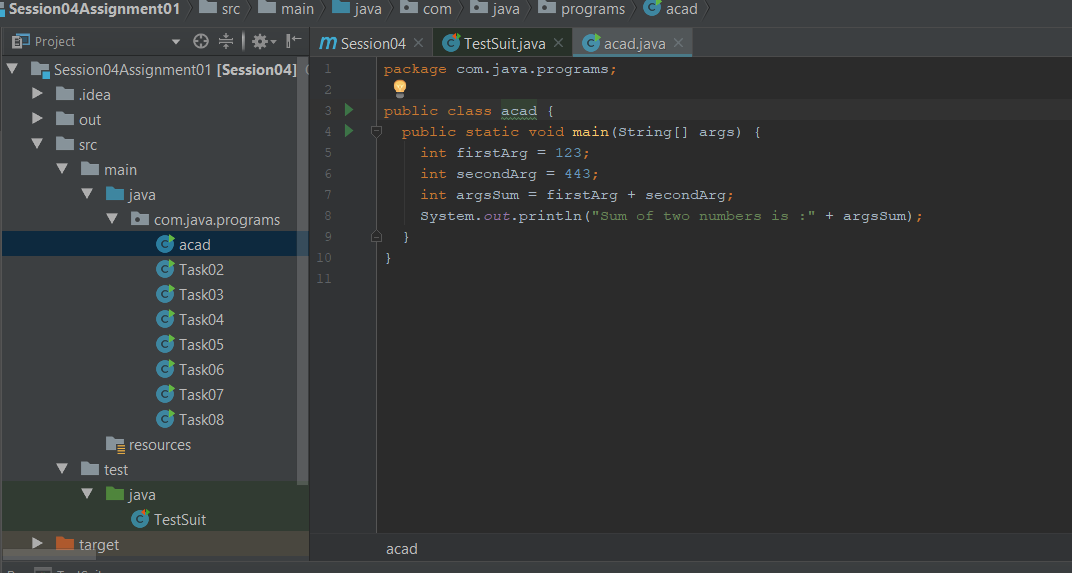 Session04Assignment01 src main java com java programs acad
Project
m Session04 TestSuit.java acad.java
Session04Assignment01 [Session04]
.idea
out
src
main
java
com.java.programs
acad
Task02
Task03
Task04
Task05
Task06
Task07
Task08
resources
test
java
TestSuit
target
1 package com.java.programs;
2
3 public class acad {
4 public static void main(String[] args) {
5 int firstArg = 123;
6 int secondArg = 443;
7 int argsSum = firstArg + secondArg;
8 System.out.println("Sum of two numbers is :" + argsSum);
9 }
10 }
11
acad